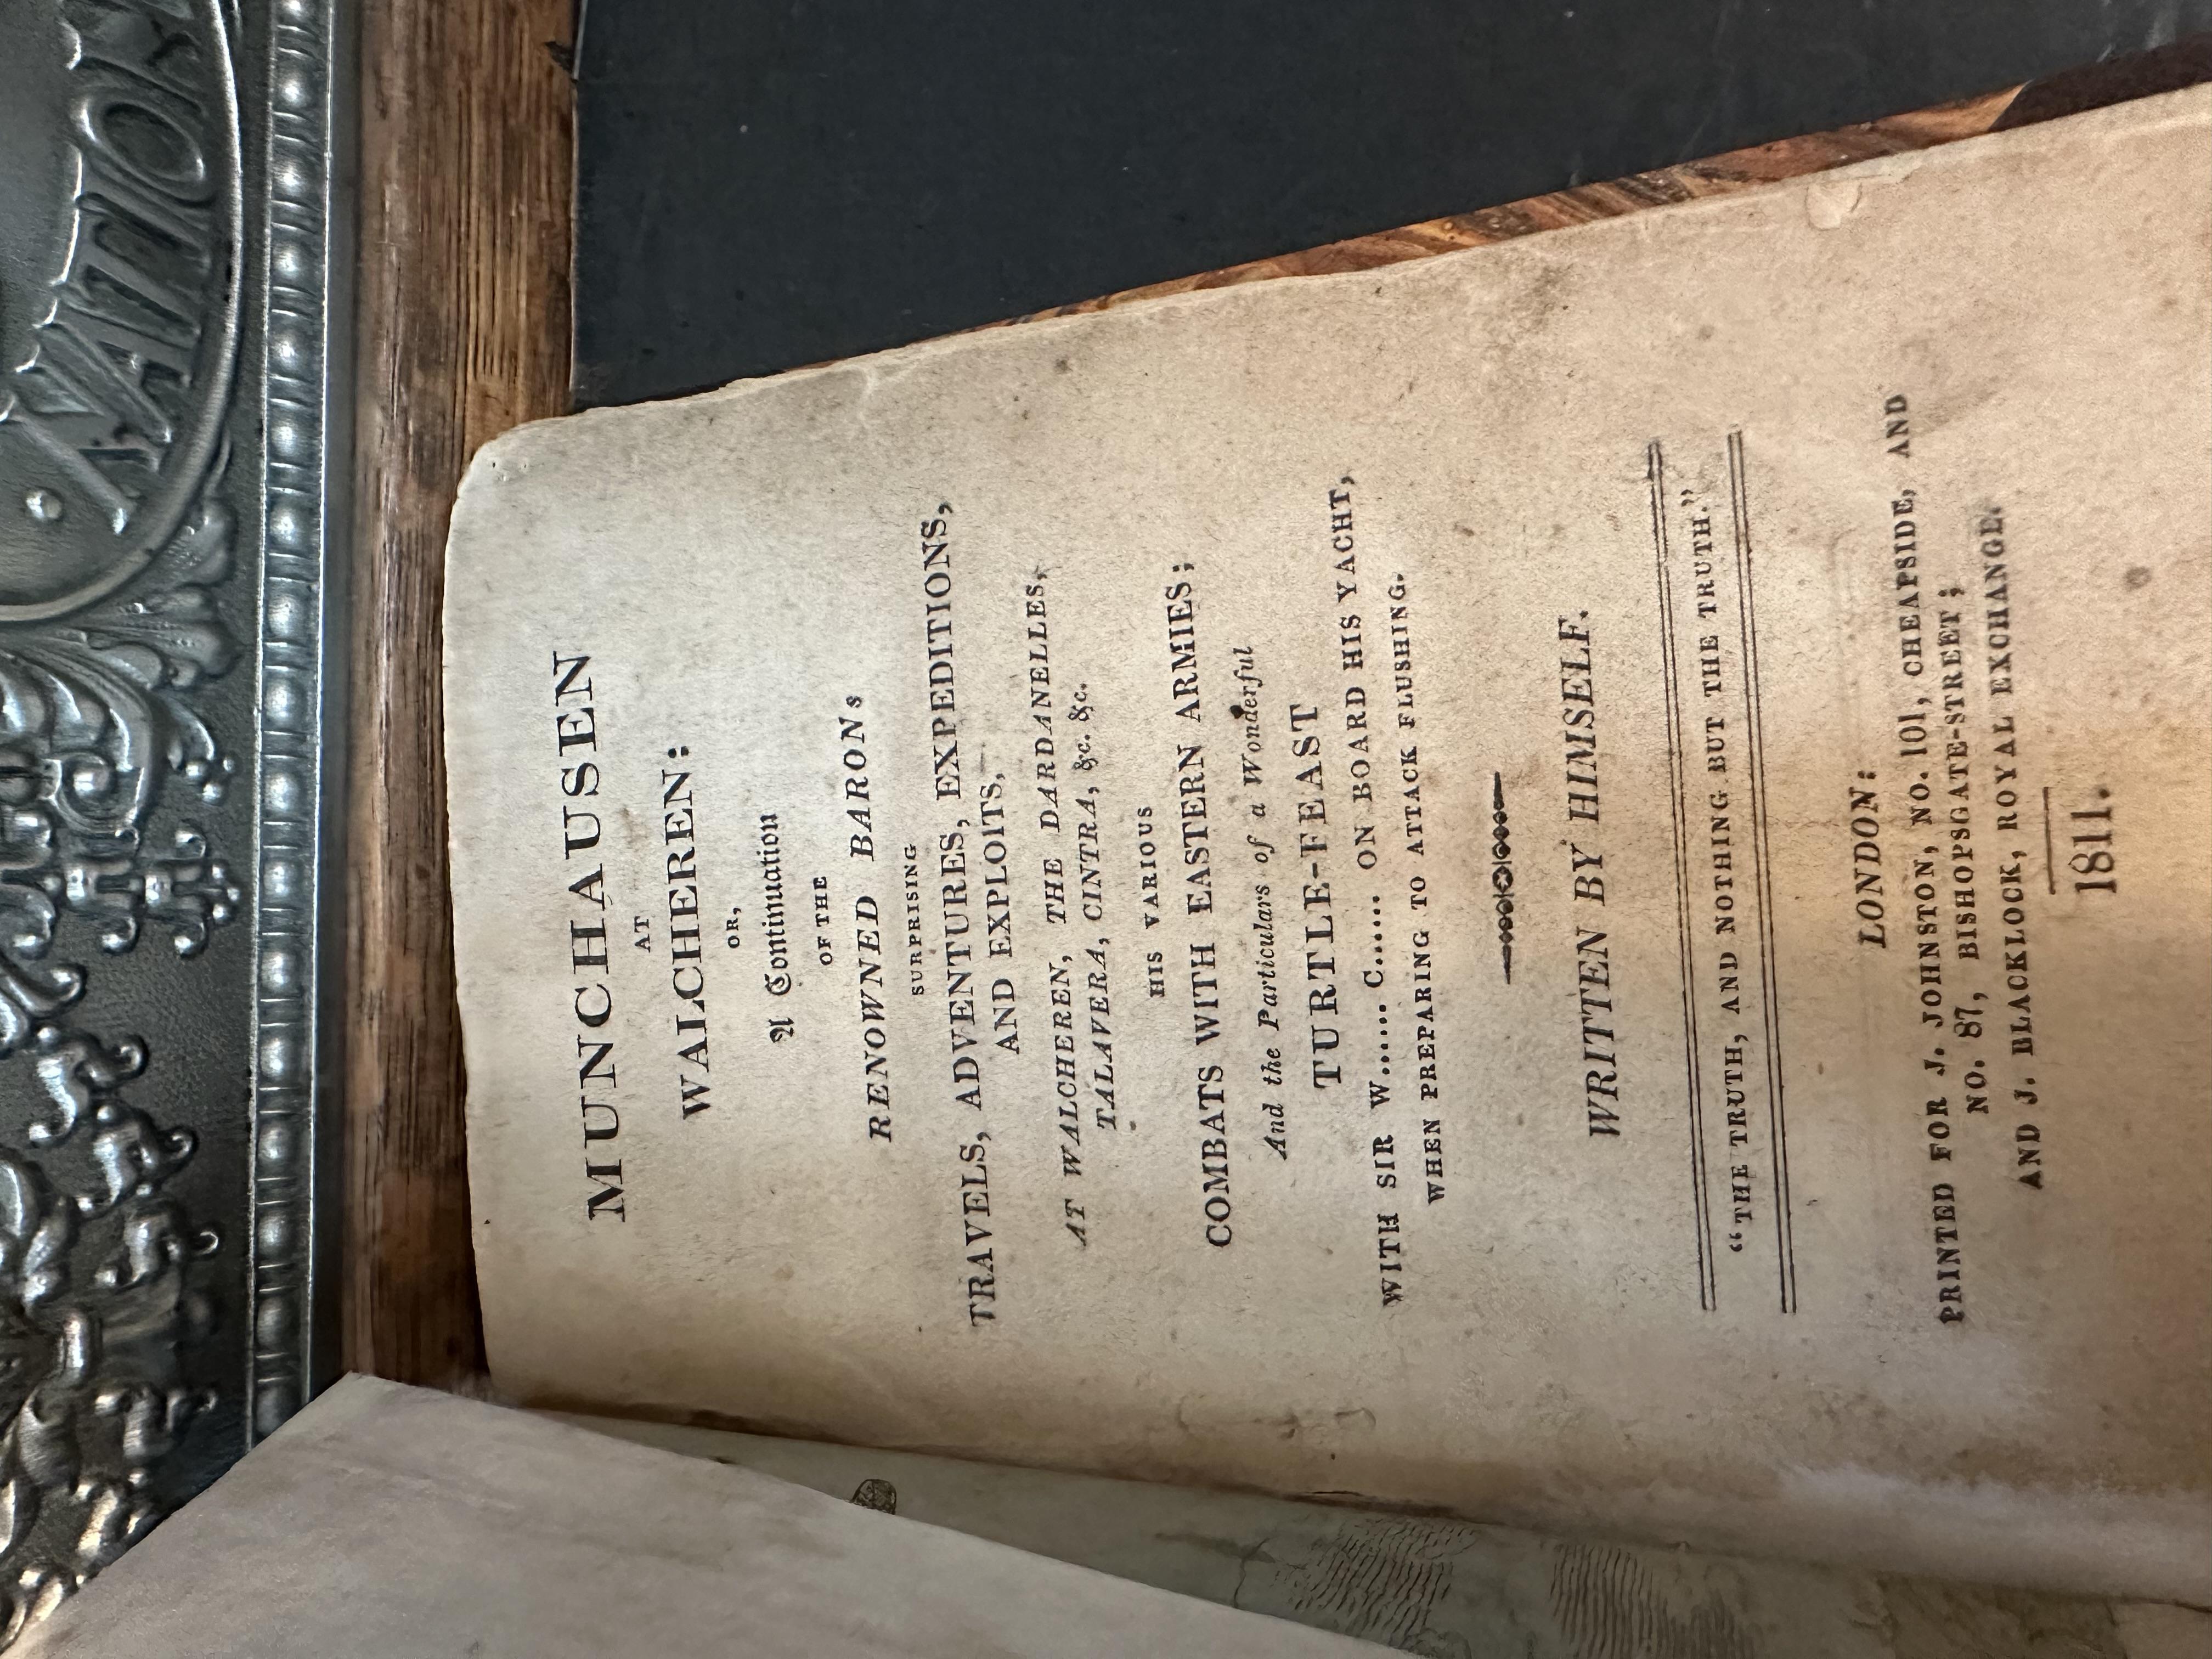 MUNCHAUSEN
AT
WALCHEREN:
OR,
A Continuation
OF THE
RENOWNED BARONs
SURPRISING
TRAVELS, ADVENTURES, EXPEDITIONS,
AND EXPLOITS,
AT WALCHEREN, THE DARDANELLES,
TALAVERA, CINTRA, &c. &c.
HIS VARIOUS
COMBATS WITH EASTERN ARMIES;
And the Particulars of a Wonderful
TURTLE-FEAST
WITH SIR W...... C...... ON BOARD HIS YACHT,
WHEN PREPARING TO ATTACK FLUSHING.
WRITTEN BY HIMSELF.
"THE TRUTH, AND NOTHING BUT THE TRUTH."
LONDON:
PRINTED FOR J. JOHNSTON, NO. 101, CHEAPSIDE, AND
NO. 87, BISHOPSGATE-STREET;
AND J. BLACKLOCK, ROYAL EXCHANGE.
1811.